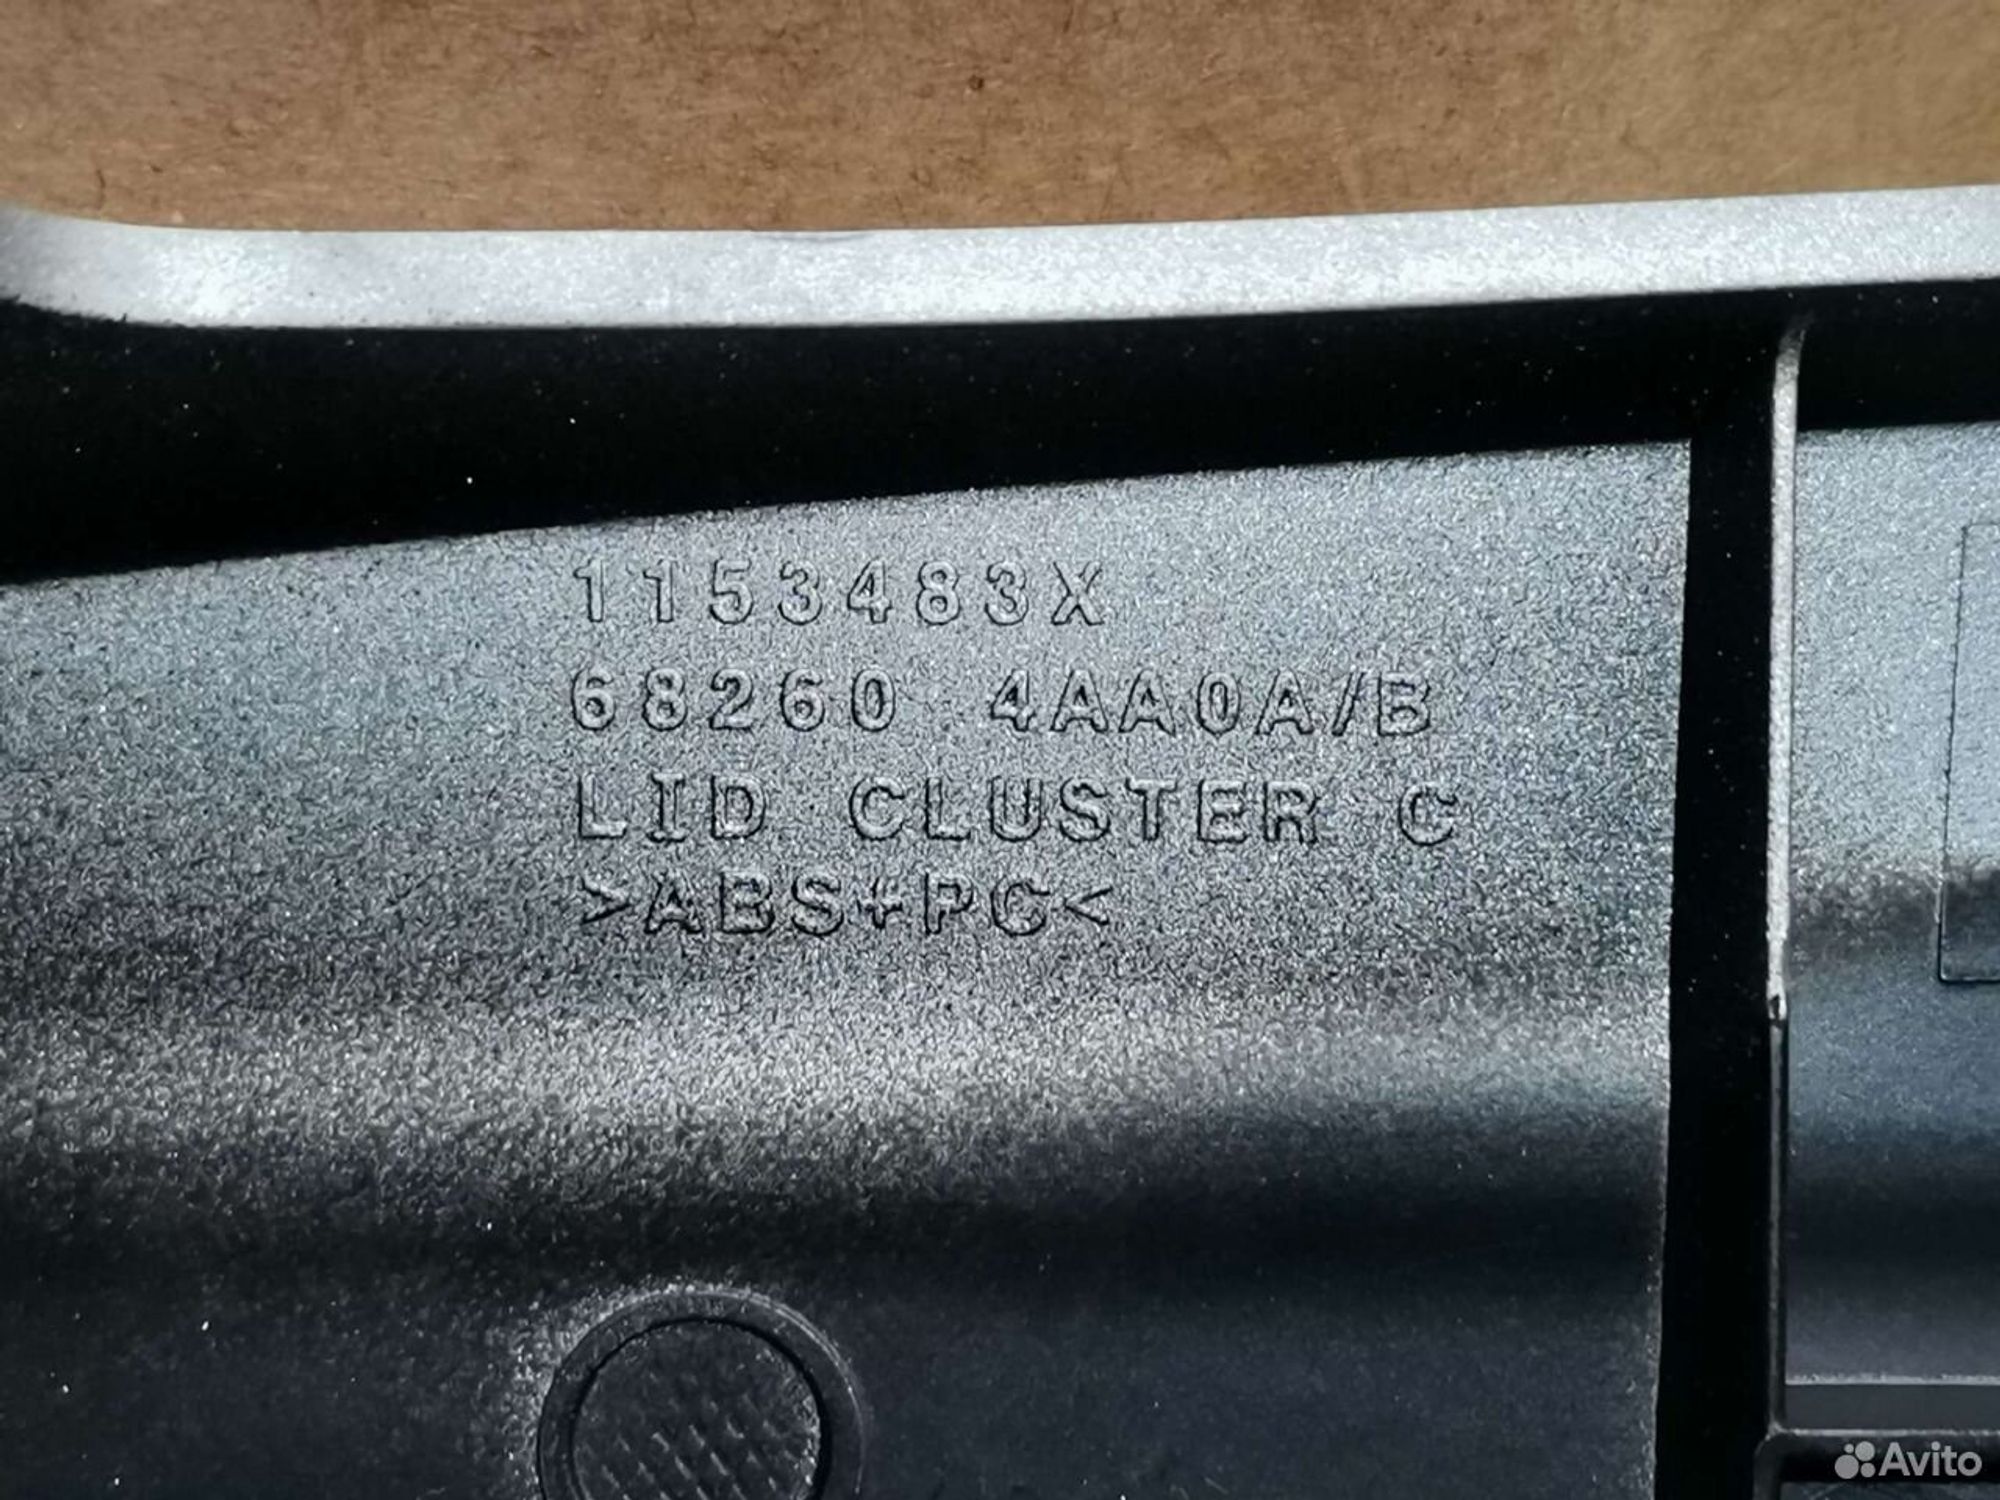 1153483X
68260 4AA0A/B
LID CLUSTER C
>ABS+PC<
Avito